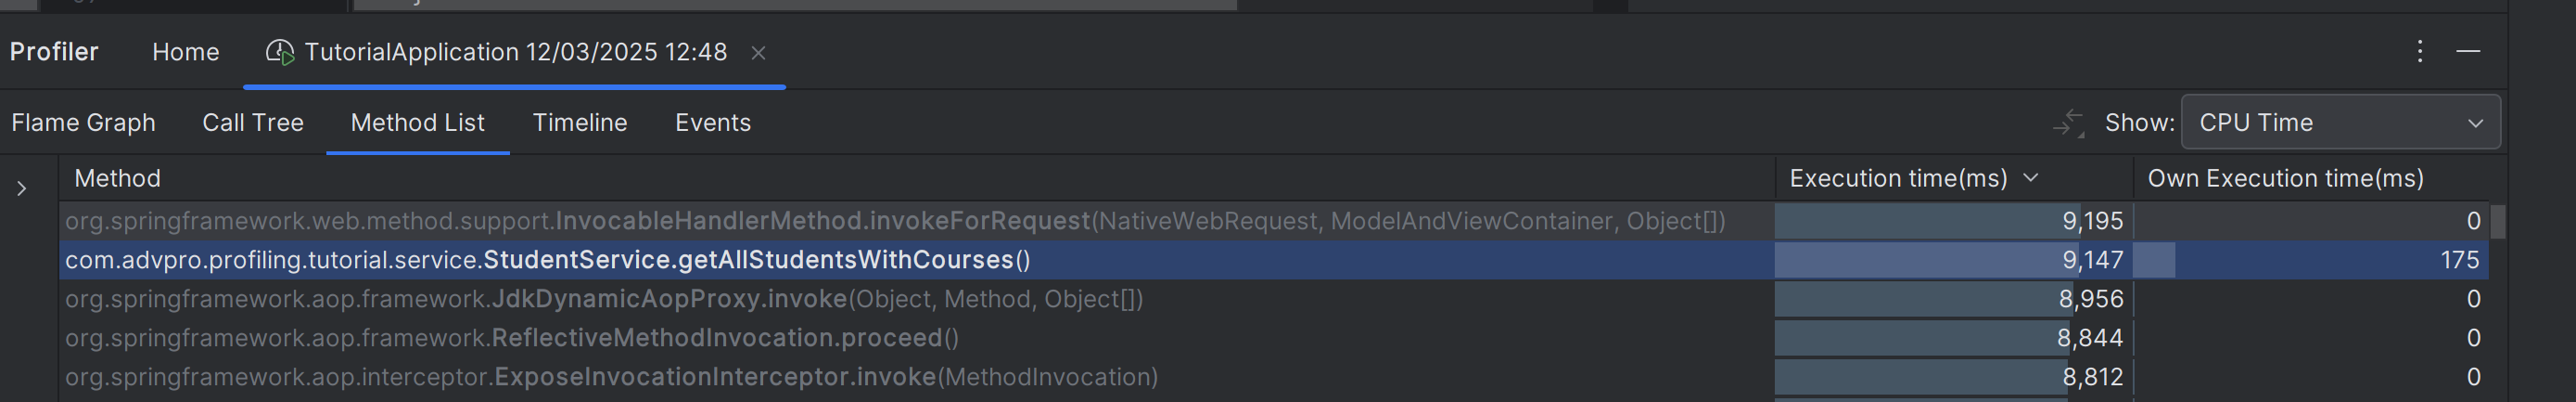 Profiler Home TutorialApplication 12/03/2025 12:48
Flame Graph Call Tree Method List Timeline Events Show: CPU Time
Method Execution time(ms) Own Execution time(ms)
org.springframework.web.method.support.InvocableHandlerMethod.invokeForRequest(NativeWebRequest, ModelAndViewContainer, Object[]) 9,195 0
com.advpro.profiling.tutorial.service.StudentService.getAllStudentsWithCourses() 9,147 175
org.springframework.aop.framework.JdkDynamicAopProxy.invoke(Object, Method, Object[]) 8,956 0
org.springframework.aop.framework.ReflectiveMethodInvocation.proceed() 8,844 0
org.springframework.aop.interceptor.ExposeInvocationInterceptor.invoke(MethodInvocation) 8,812 0